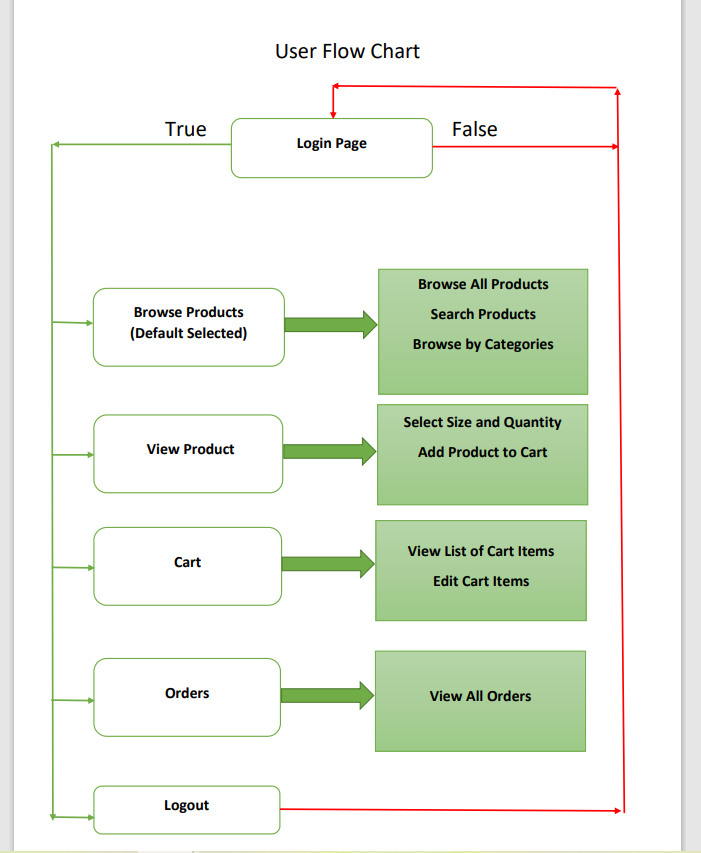 User Flow Chart
True
False
Login Page
Browse Products
(Default Selected)
Browse All Products
Search Products
Browse by Categories
View Product
Select Size and Quantity
Add Product to Cart
Cart
View List of Cart Items
Edit Cart Items
Orders
View All Orders
Logout